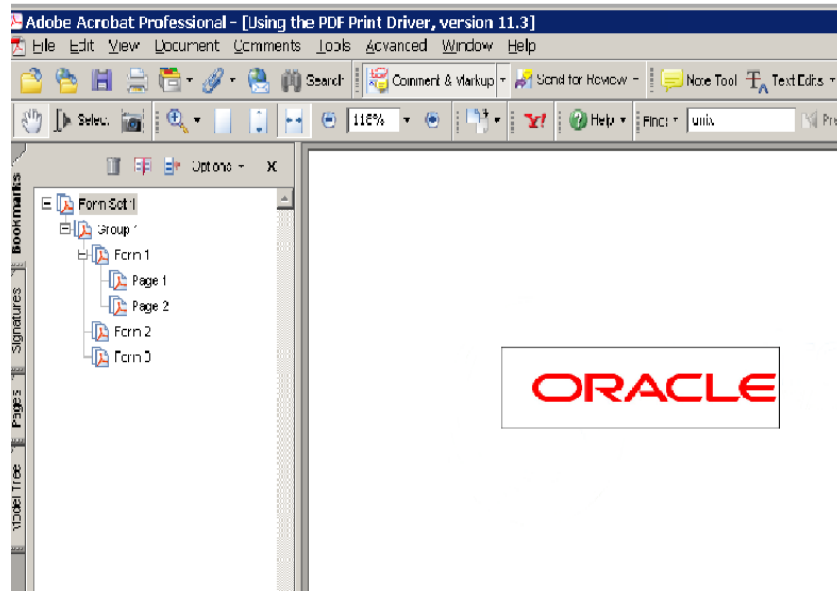 Adobe Acrobat Professional - [Using the PDF Print Driver, version 11.3]
File Edit View Document Comments Tools Advanced Window Help
Search Comment & Markup Send for Review Note Tool T A Text Edits
Select 118% Y! Help Find: unix
Options X
Bookmarks
Signatures
Pages
Model Tree
Form Set 1
Group 1
Form 1
Page 1
Page 2
Form 2
Form 3
ORACLE